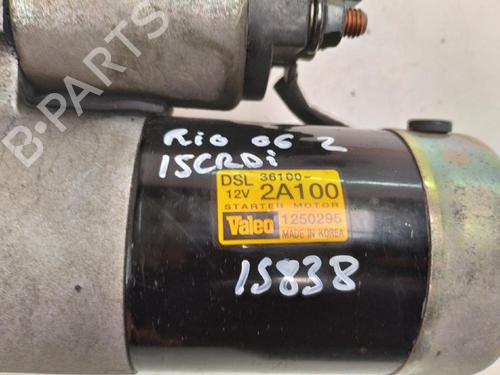 B-PARTS
Rio 06 2
15CRDi
DSL 36100-
12V 2A100
STARTER MOTOR
Valeo 1250295
MADE IN KOREA
15838